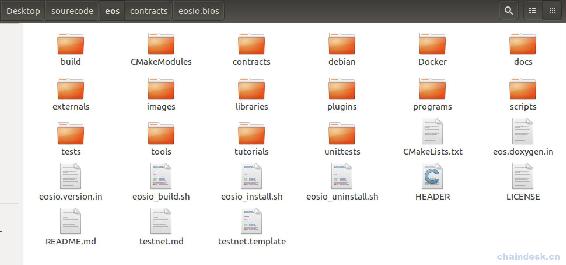 Desktop sourcecode eos contracts eosio.bios
build CMakeModules contracts debian Docker docs
externals images libraries plugins programs scripts
tests tools tutorials unittests CMakeLists.txt eos.doxygen.in
eosio.version.in eosio_build.sh eosio_install.sh eosio_uninstall.sh HEADER LICENSE
README.md testnet.md testnet.template
chaindesk.cn